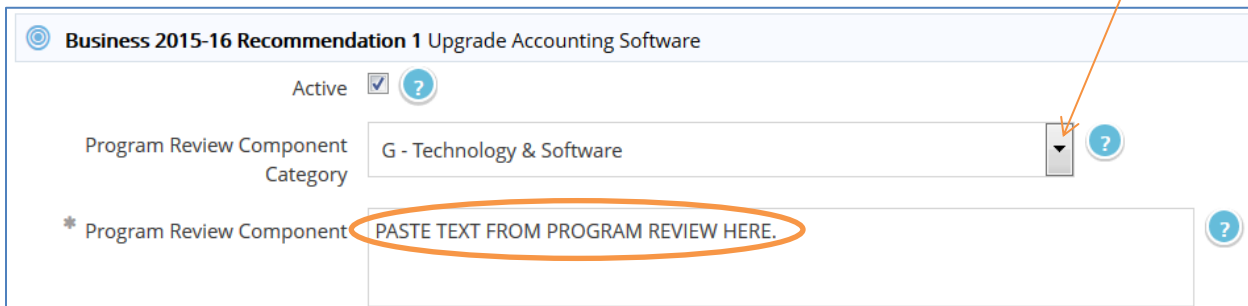 Business 2015-16 Recommendation 1 Upgrade Accounting Software
Active ?
Program Review Component
Category
G - Technology & Software ?
* Program Review Component PASTE TEXT FROM PROGRAM REVIEW HERE. ?